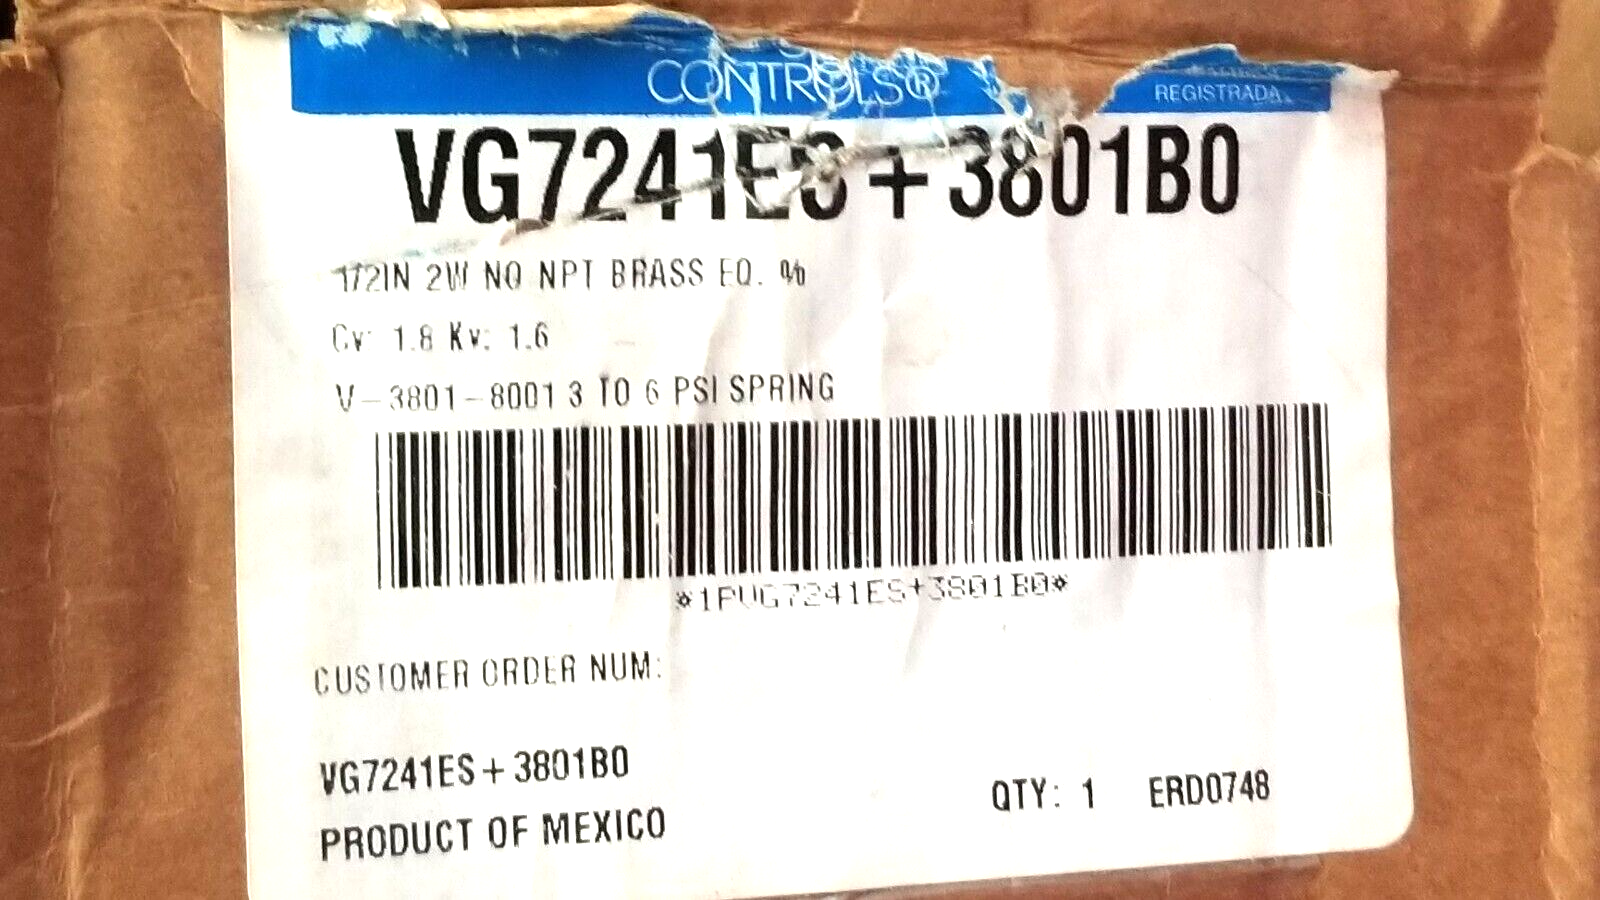 CONTROLS®
REGISTRADA
VG7241ES+3801B0
1/2IN 2W NO NPT BRASS EQ. %
Cv: 1.8 Kv: 1.6
V-3801-8001 3 TO 6 PSI SPRING
*1PVG7241ES+3801B0*
CUSTOMER ORDER NUM:
VG7241ES+3801B0
QTY: 1 ERD0748
PRODUCT OF MEXICO